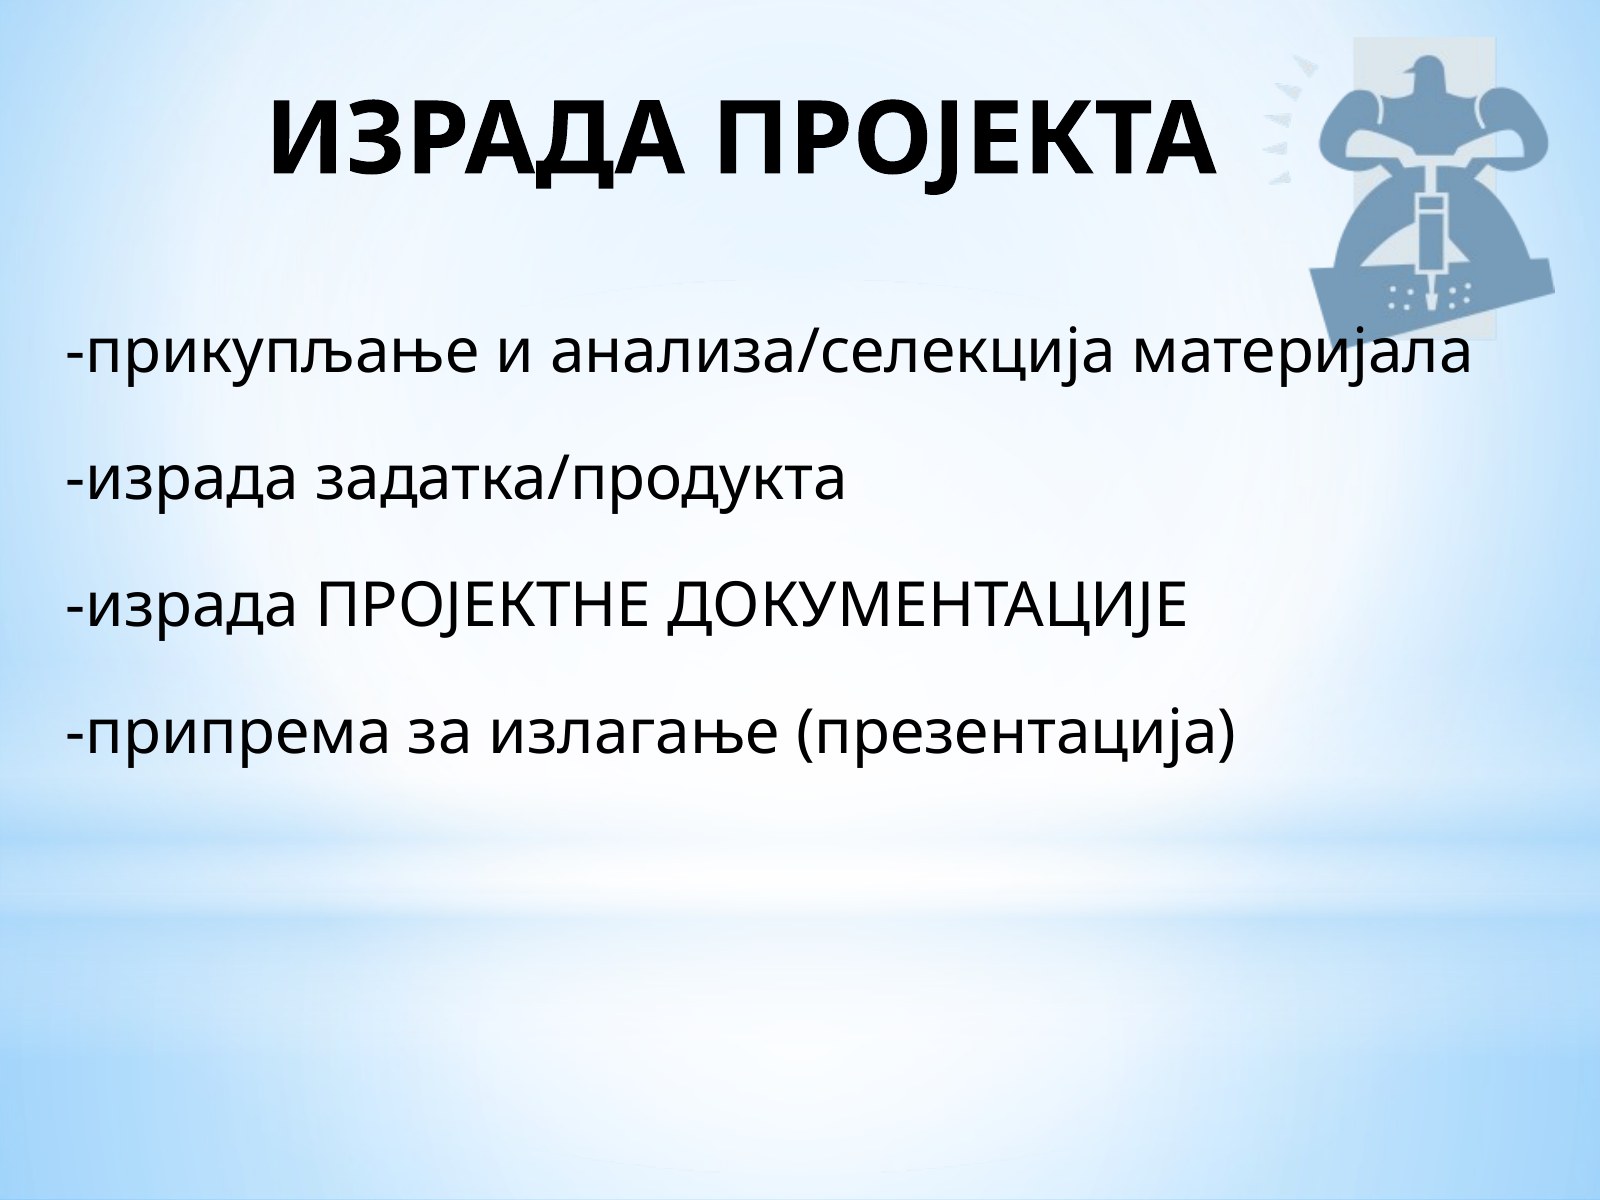 ИЗРАДА ПРОЈЕКТА
-прикупљање и анализа/селекција материјала
-израда задатка/продукта
-израда ПРОЈЕКТНЕ ДОКУМЕНТАЦИЈЕ
-припрема за излагање (презентација)